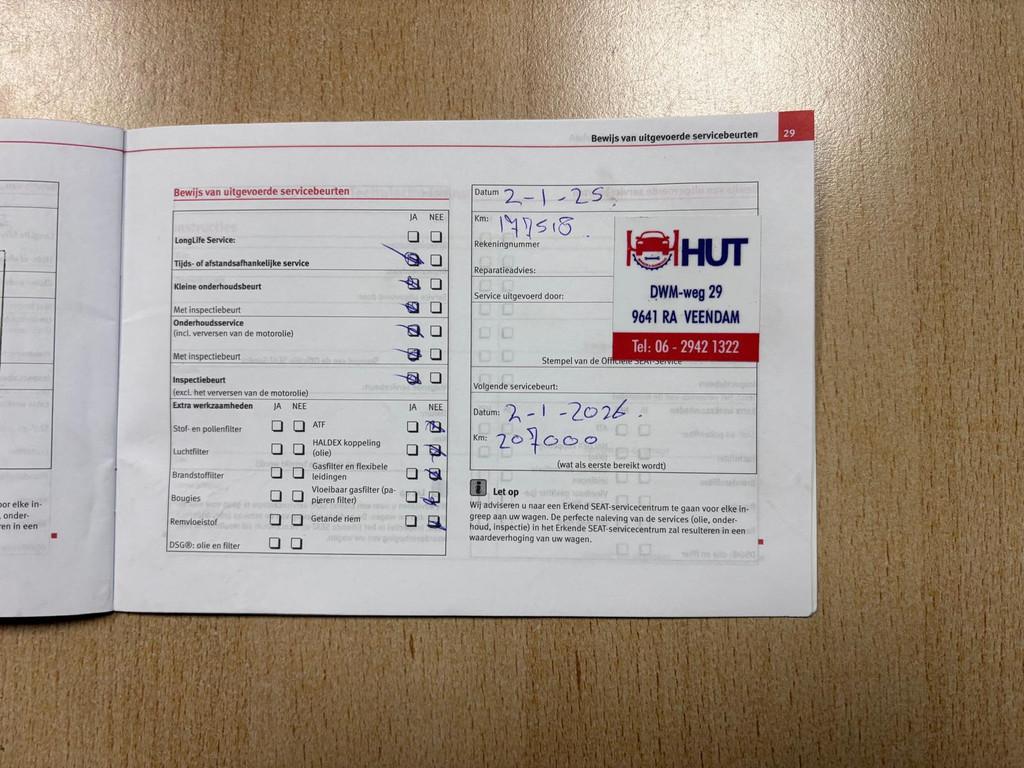 Bewijs van uitgevoerde servicebeurten 29
Bewijs van uitgevoerde servicebeurten
JA NEE
LongLife Service:
Tijds- of afstandsafhankelijke service
Kleine onderhoudsbeurt
Met inspectiebeurt
Onderhoudsservice
(incl. verversen van de motorolie)
Met inspectiebeurt
Inspectiebeurt
(excl. het verversen van de motorolie)
Extra werkzaamheden JA NEE JA NEE
Stof- en pollenfilter ATF
Luchtfilter HALDEX koppeling
(olie)
Brandstoffilter Gasfilter en flexibele
leidingen
Bougies Vloeibaar gasfilter (pa-
pieren filter)
Remvloeistof Getande riem
DSG®: olie en filter
Datum 2-1-25.
Km: 177518.
Rekeningnummer
Reparatieadvies:
Service uitgevoerd door:
HUT
DWM-weg 29
9641 RA VEENDAM
Tel: 06 - 2942 1322
Stempel van de Officiële SEAT-Service
Volgende servicebeurt:
Datum: 2-1-2026.
Km: 207000
(wat als eerste bereikt wordt)
i Let op
Wij adviseren u naar een Erkend SEAT-servicecentrum te gaan voor elke in-
greep aan uw wagen. De perfecte naleving van de services (olie, onder-
houd, inspectie) in het Erkende SEAT-servicecentrum zal resulteren in een
waardeverhoging van uw wagen.
oor elke in-
, onder-
ren in een